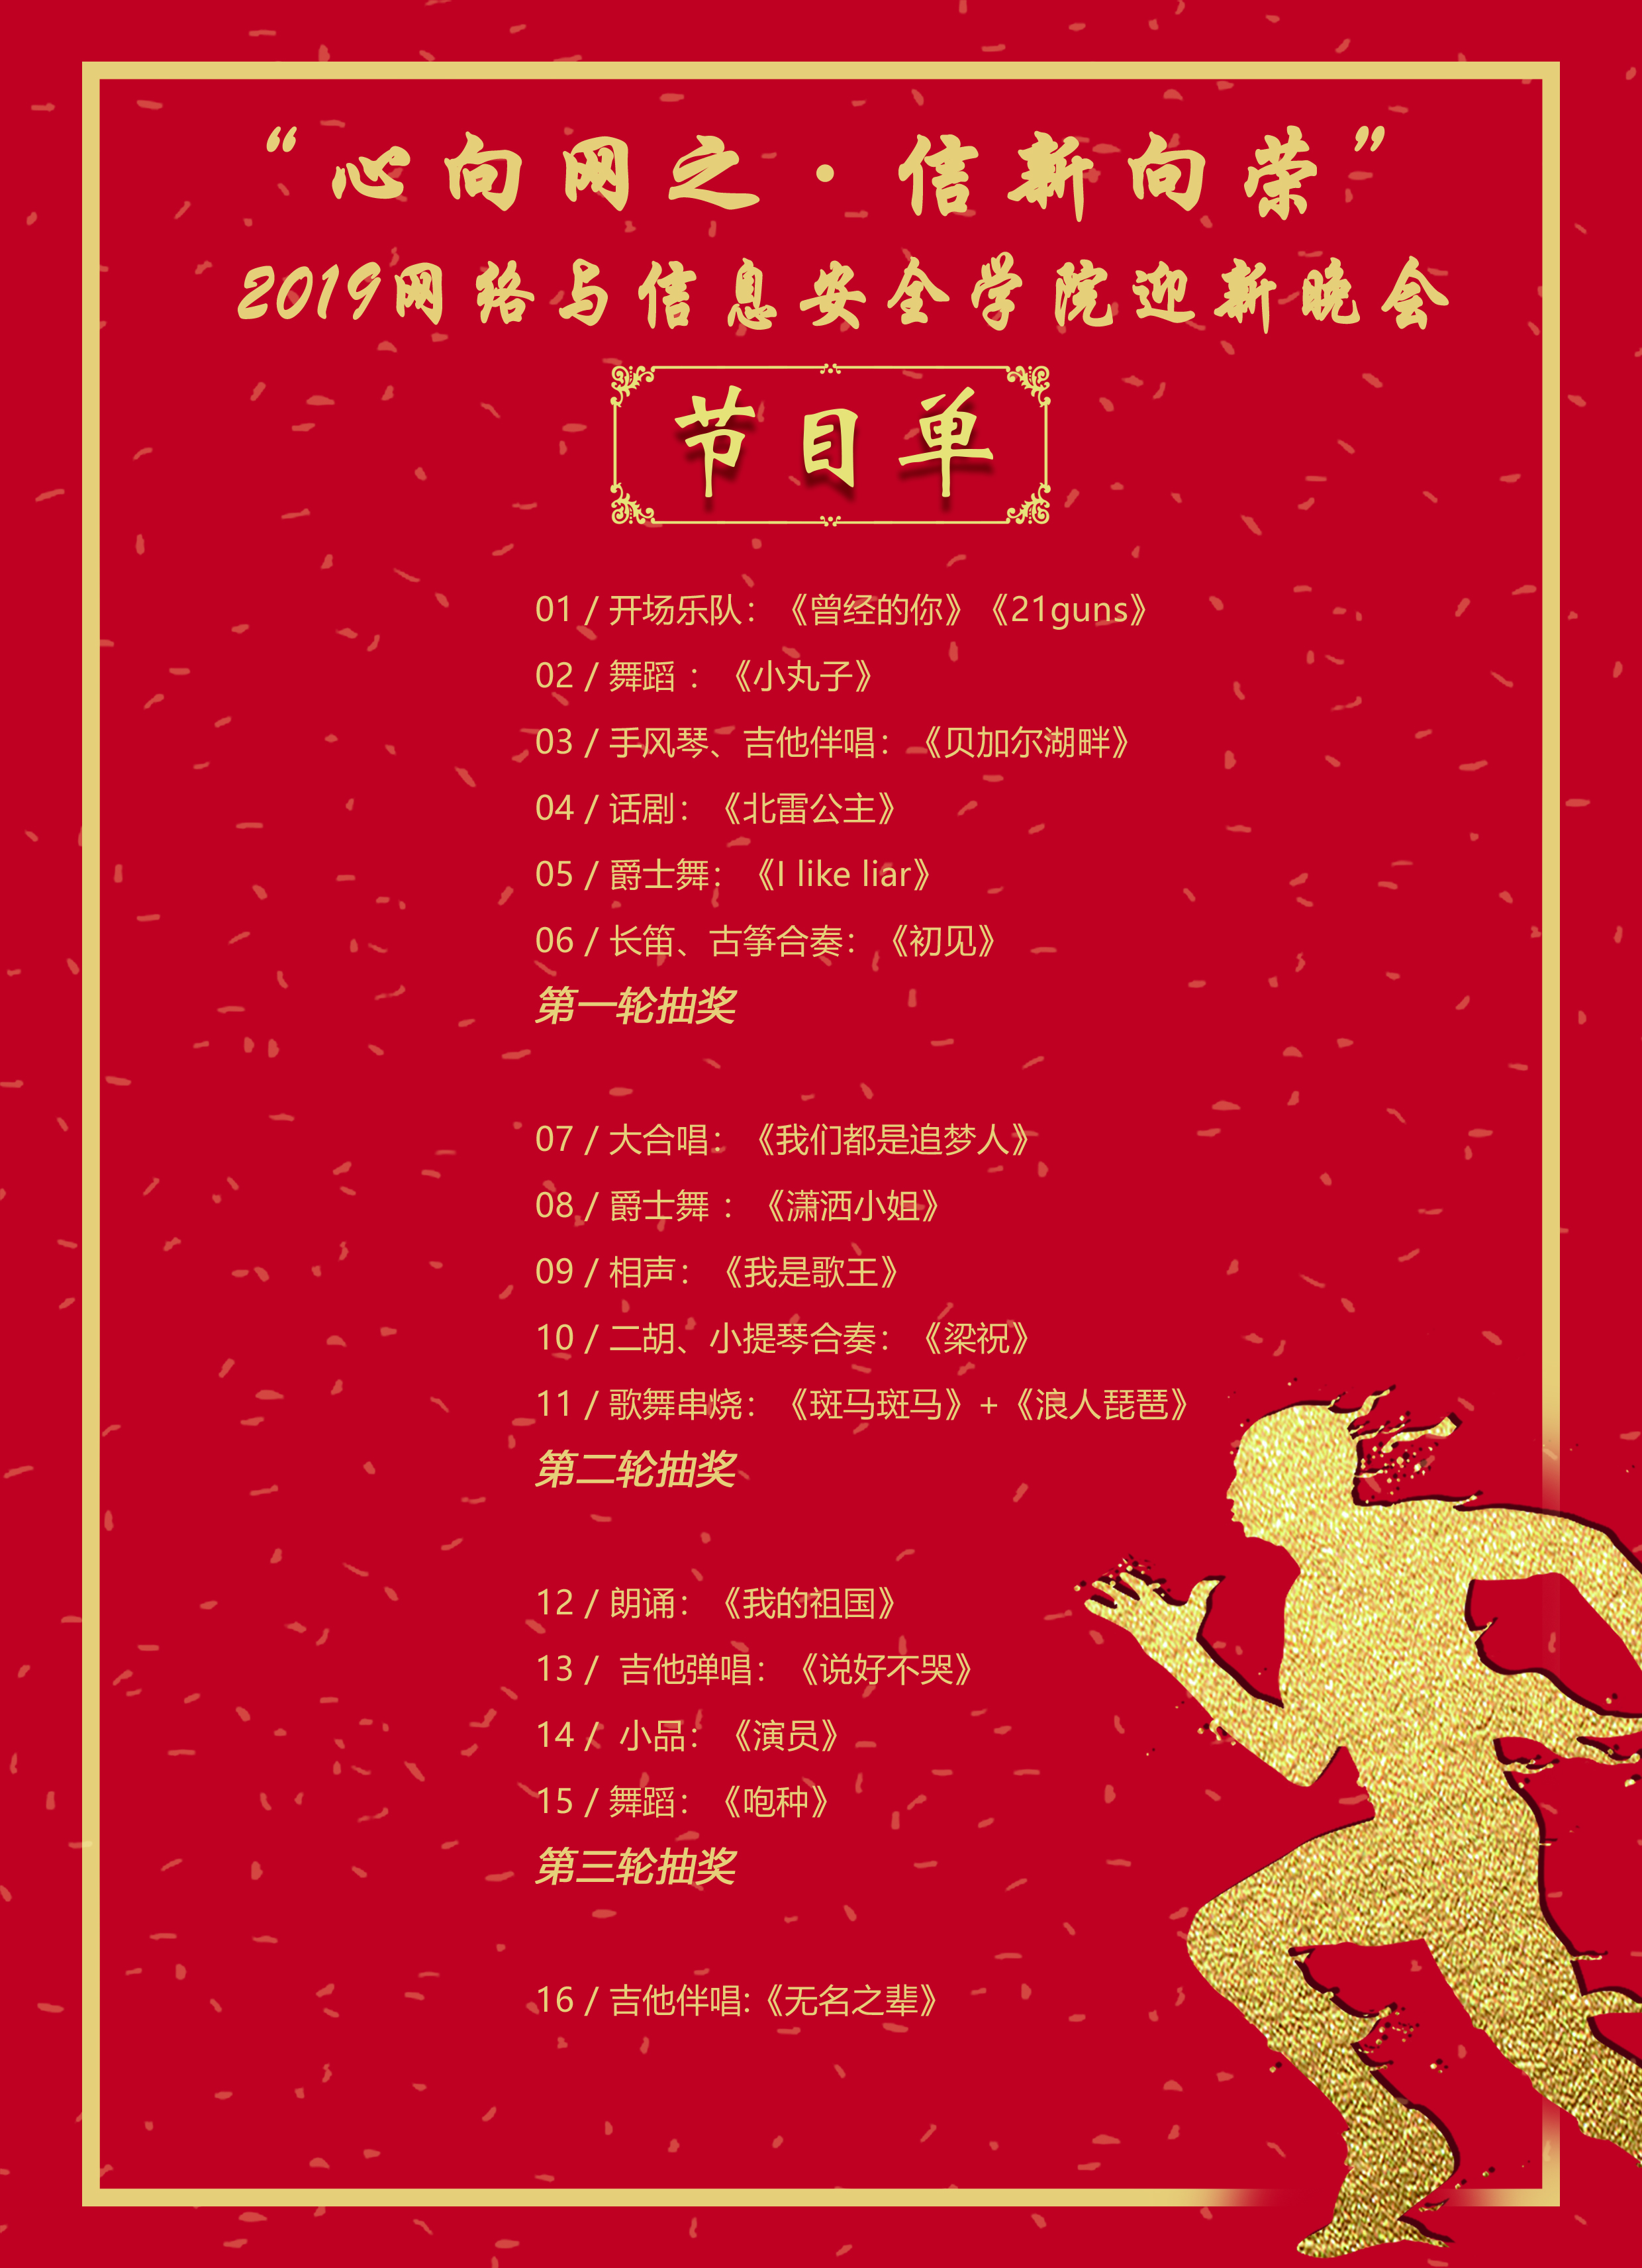 “心向网之·信新向荣”
2019网络与信息安全学院迎新晚会
节目单
01 / 开场乐队：《曾经的你》《21guns》
02 / 舞蹈 ：《小丸子》
03 / 手风琴、吉他伴唱：《贝加尔湖畔》
04 / 话剧：《北雷公主》
05 / 爵士舞：《I like liar》
06 / 长笛、古筝合奏：《初见》
第一轮抽奖
07 / 大合唱：《我们都是追梦人》
08 / 爵士舞 ：《潇洒小姐》
09 / 相声：《我是歌王》
10 / 二胡、小提琴合奏：《梁祝》
11 / 歌舞串烧：《斑马斑马》+《浪人琵琶》
第二轮抽奖
12 / 朗诵：《我的祖国》
13 / 吉他弹唱：《说好不哭》
14 / 小品：《演员》
15 / 舞蹈：《咆种》
第三轮抽奖
16 / 吉他伴唱:《无名之辈》